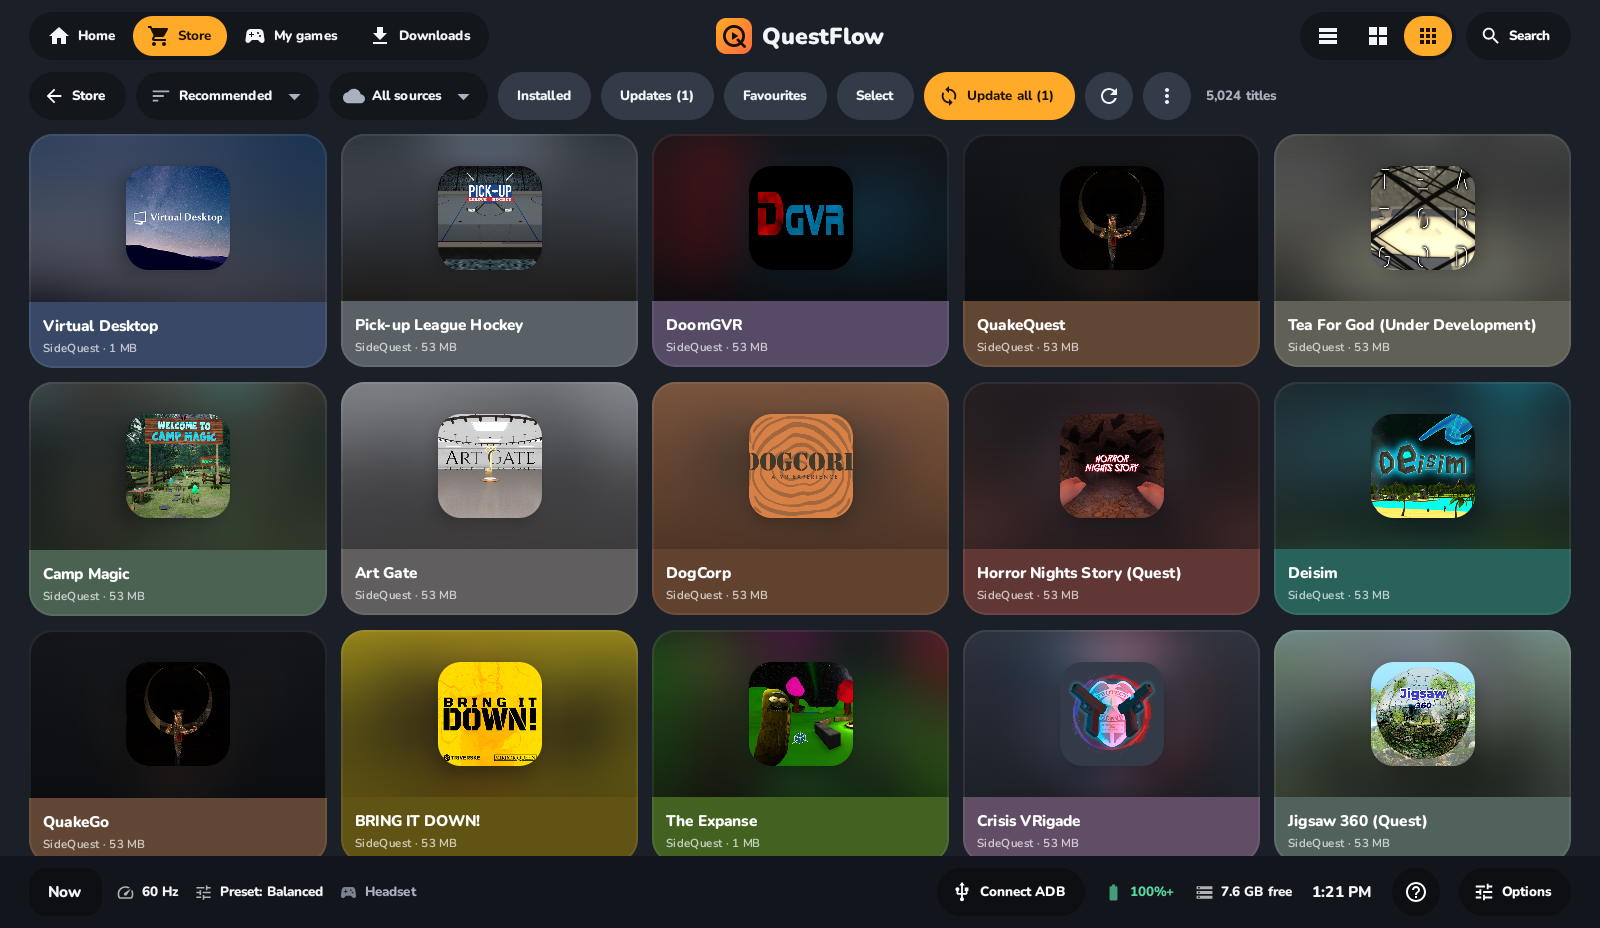 Home
Store
My games
Downloads
QuestFlow
Search
Store
Recommended
All sources
Installed
Updates (1)
Favourites
Select
Update all (1)
5,024 titles
Virtual Desktop
Virtual Desktop
SideQuest · 1 MB
PICK-UP
LEAGUE HOCKEY
Pick-up League Hockey
SideQuest · 53 MB
DGVR
DoomGVR
SideQuest · 53 MB
QuakeQuest
SideQuest · 53 MB
TEA
FOR
GOD
Tea For God (Under Development)
SideQuest · 53 MB
WELCOME TO
CAMP MAGIC
Camp Magic
SideQuest · 53 MB
ART GATE
Art Gate
SideQuest · 53 MB
DOGCORP
A VR EXPERIENCE
DogCorp
SideQuest · 53 MB
HORROR
NIGHTS STORY
Horror Nights Story (Quest)
SideQuest · 53 MB
Deisim
Deisim
SideQuest · 53 MB
QuakeGo
SideQuest · 53 MB
BRING IT
DOWN!
BRING IT DOWN!
SideQuest · 53 MB
The Expanse
SideQuest · 1 MB
Crisis VRigade
SideQuest · 53 MB
Jigsaw
360
Jigsaw 360 (Quest)
SideQuest · 53 MB
Now
60 Hz
Preset: Balanced
Headset
Connect ADB
100%+
7.6 GB free
1:21 PM
Options